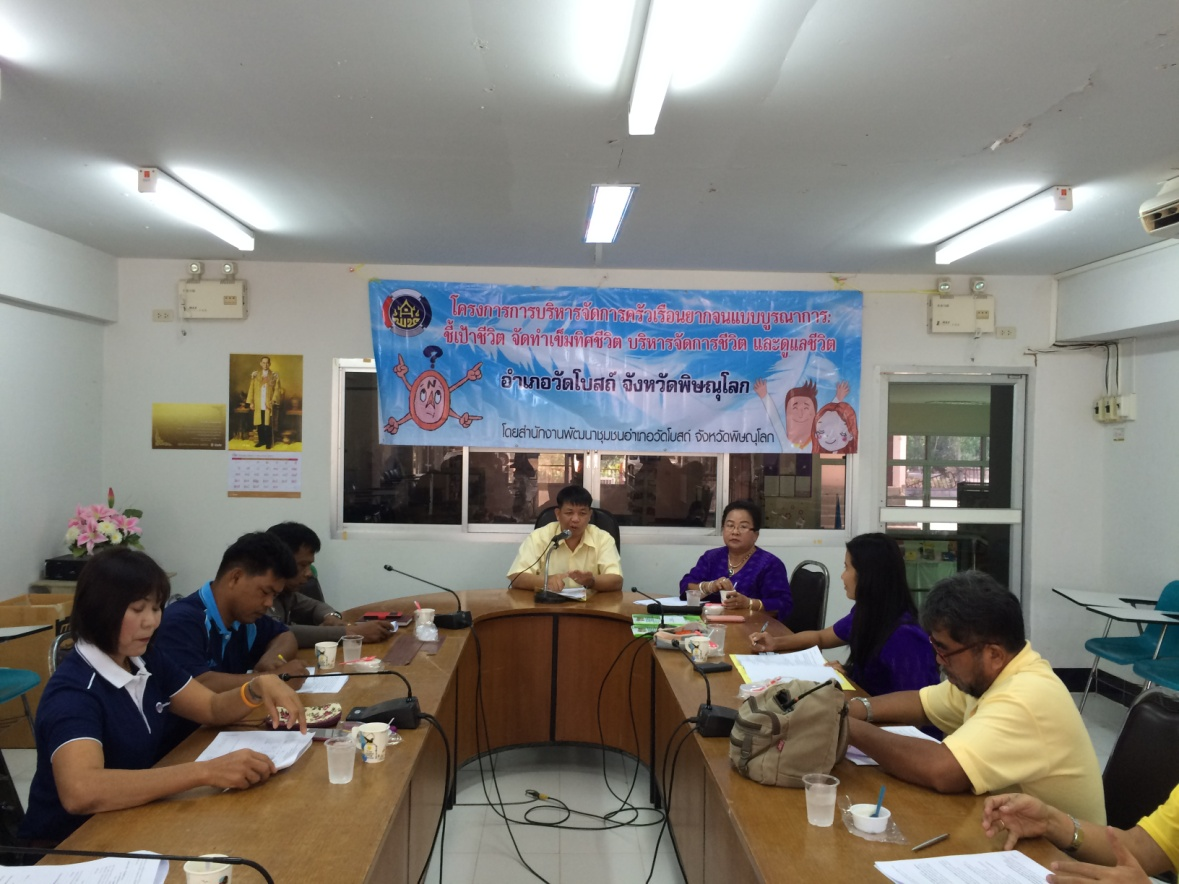 โครงการการบริหารจัดการครัวเรือนยากจนแบบบูรณาการ:
ชี้เป้าชีวิต จัดทำเข็มทิศชีวิต บริหารจัดการชีวิต และดูแลชีวิต
อำเภอวัดโบสถ์ จังหวัดพิษณุโลก
โดยสำนักงานพัฒนาชุมชนอำเภอวัดโบสถ์ จังหวัดพิษณุโลก
N